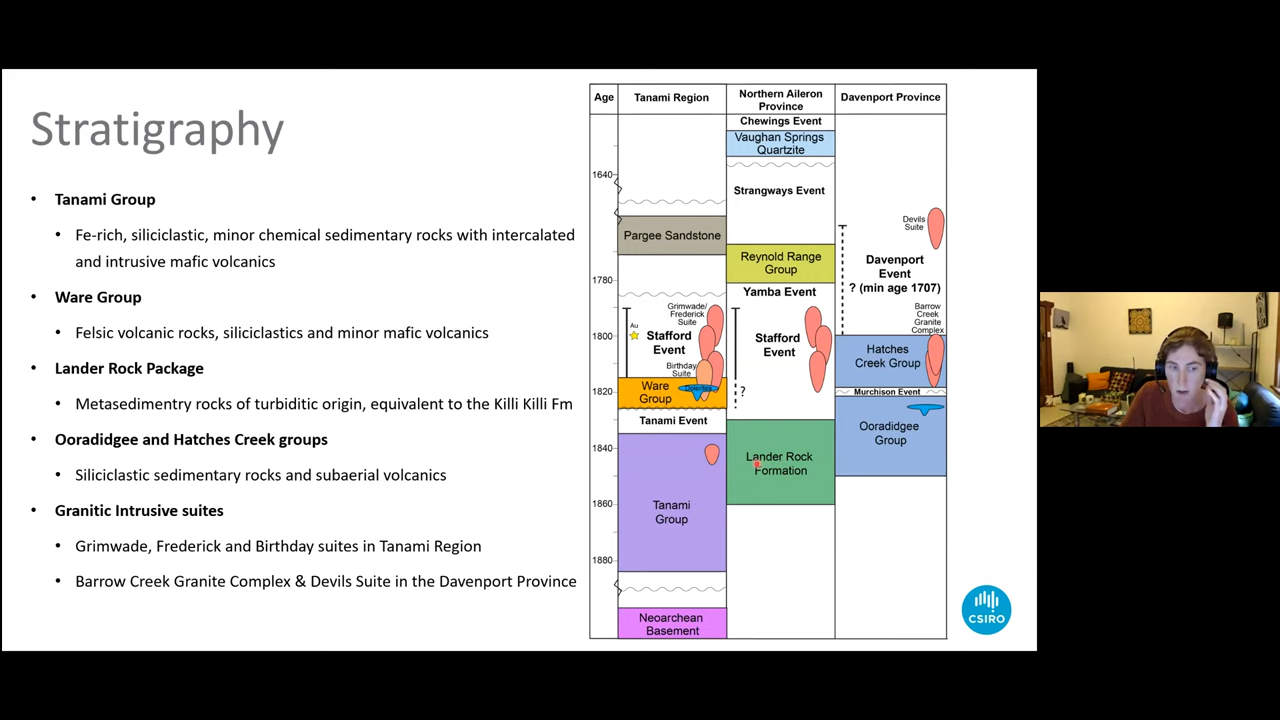 Stratigraphy
• Tanami Group
• Fe-rich, siliciclastic, minor chemical sedimentary rocks with intercalated
and intrusive mafic volcanics
• Ware Group
• Felsic volcanic rocks, siliciclastics and minor mafic volcanics
• Lander Rock Package
• Metasedimentry rocks of turbiditic origin, equivalent to the Killi Killi Fm
• Ooradidgee and Hatches Creek groups
• Siliciclastic sedimentary rocks and subaerial volcanics
• Granitic Intrusive suites
• Grimwade, Frederick and Birthday suites in Tanami Region
• Barrow Creek Granite Complex & Devils Suite in the Davenport Province
Age
Tanami Region
Northern Aileron
Province
Davenport Province
1640
1780
1800
1820
1840
1860
1880
Pargee Sandstone
Grimwade/
Frederick
Suite
Au
Stafford
Event
Birthday
Suite
Ware
Group
Dolerites
Tanami Event
Tanami
Group
Neoarchean
Basement
Chewings Event
Vaughan Springs
Quartzite
Strangways Event
Reynold Range
Group
Yamba Event
Stafford
Event
?
Lander Rock
Formation
Devils
Suite
Davenport
Event
? (min age 1707)
Barrow
Creek
Granite
Complex
Hatches
Creek Group
Murchison Event
Ooradidgee
Group
CSIRO